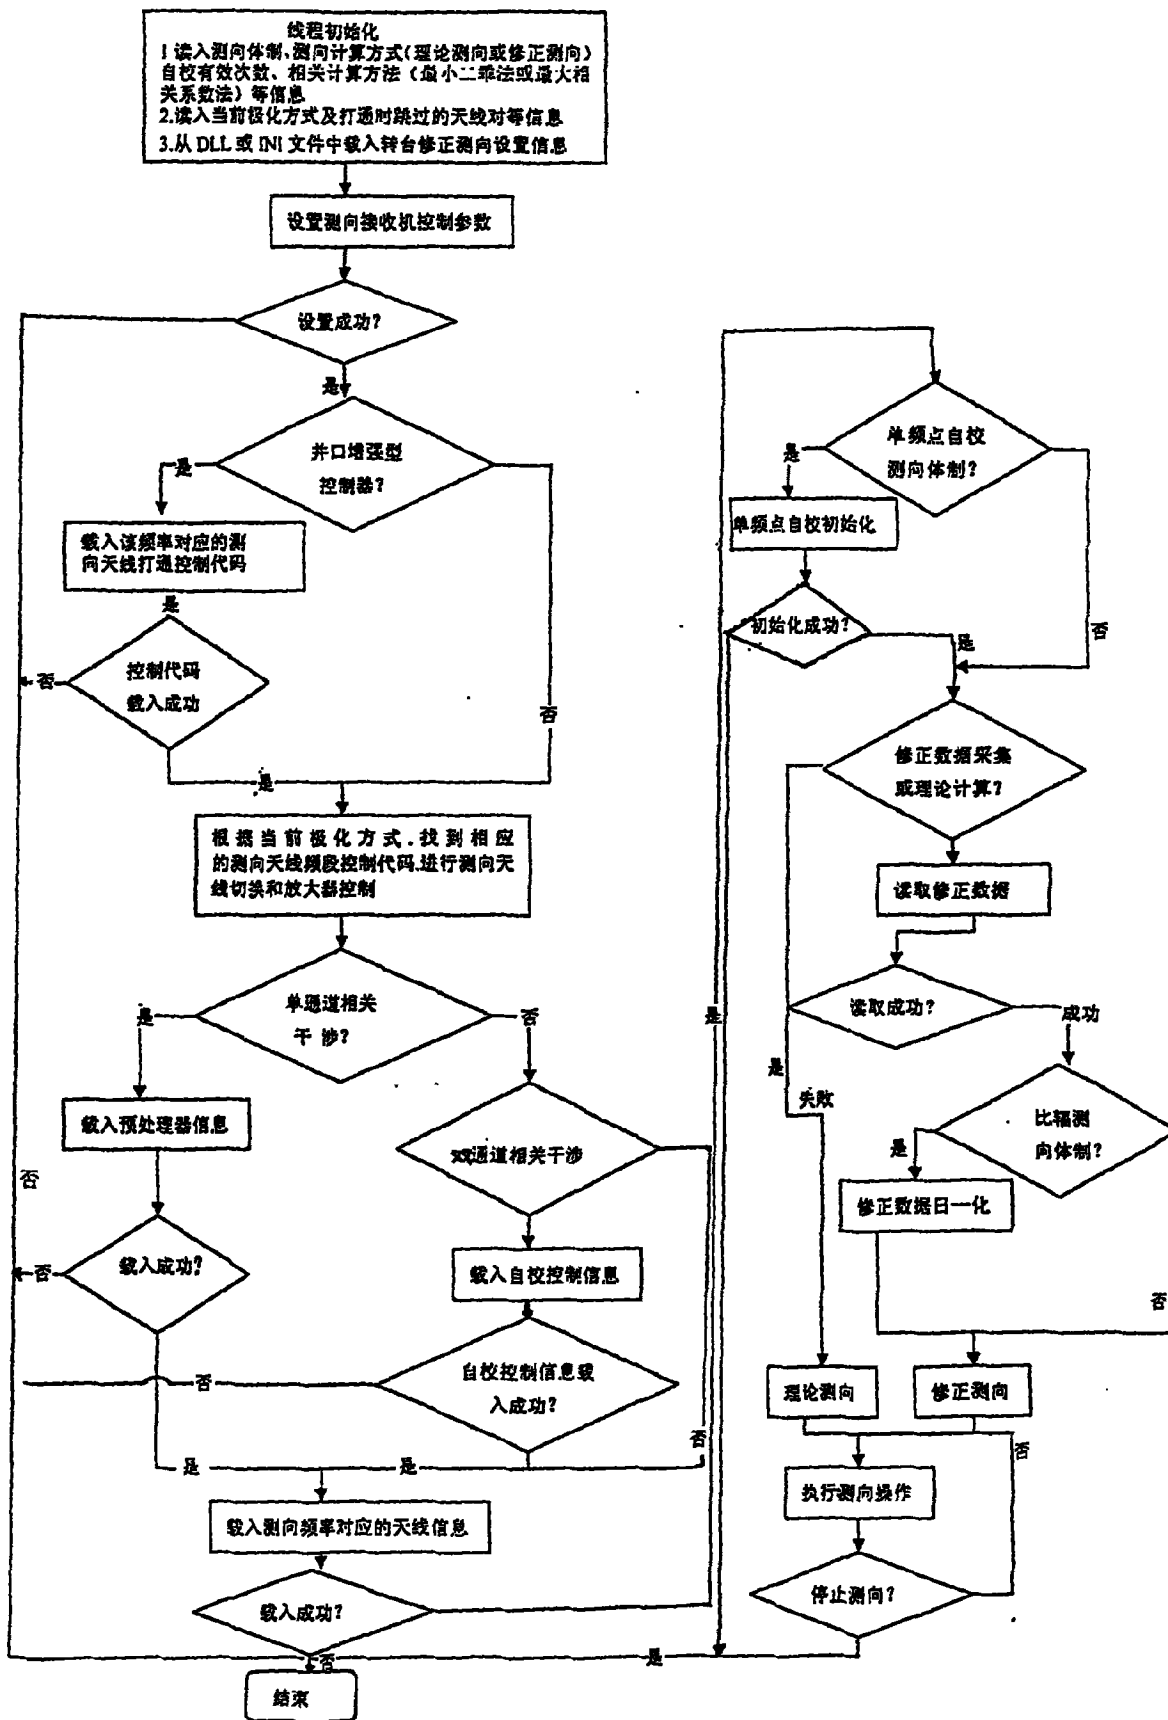 线程初始化
1.读入测向体制、测向计算方式(理论测向或修正测向)
自校有效次数、相关计算方法（最小二乘法或最大相
关系数法）等信息
2.读入当前极化方式及打通时跳过的天线对等信息
3.从 DLL 或 INI 文件中载入转台修正测向设置信息
设置测向接收机控制参数
设置成功?
是
并口增强型
控制器?
是
载入该频率对应的测
向天线打通控制代码
是
控制代码
载入成功
否
否
是
根据当前极化方式.找到相应
的测向天线频段控制代码.进行测向天
线切换和放大器控制
单通道相关
干 涉?
是
否
载入预处理器信息
双通道相关干涉
否
载入成功?
否
载入自校控制信息
自校控制信息载
入成功?
否
否
是
是
载入测向频率对应的天线信息
载入成功?
否
结束
单频点自校
测向体制?
是
单频点自校初始化
初始化成功?
是
否
修正数据采集
或理论计算?
读取修正数据
读取成功?
成功
是
是
失败
比辐测
向体制?
是
修正数据日一化
否
理论测向
修正测向
否
执行测向操作
停止测向?
是